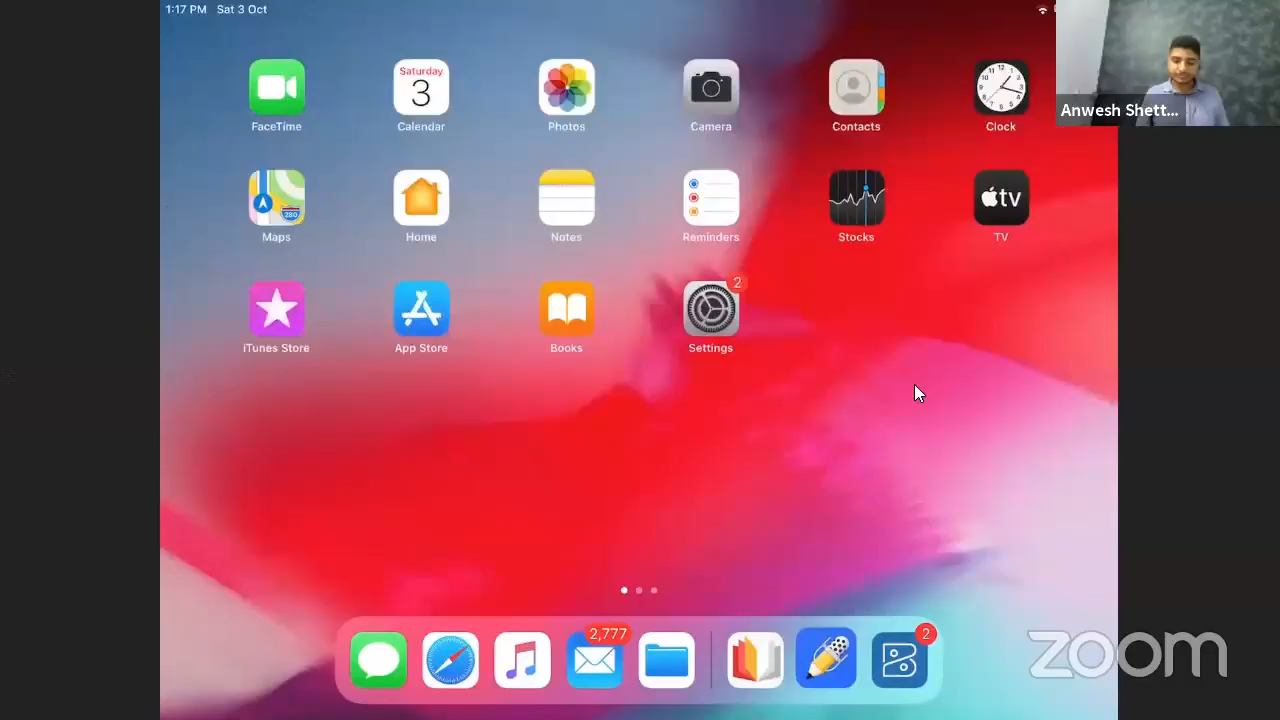 1:17 PM Sat 3 Oct
Anwesh Shett...
Saturday
3
FaceTime
Calendar
Photos
Camera
Contacts
Clock
280
tv
Maps
Home
Notes
Reminders
Stocks
TV
2
iTunes Store
App Store
Books
Settings
2,777
2
zoom